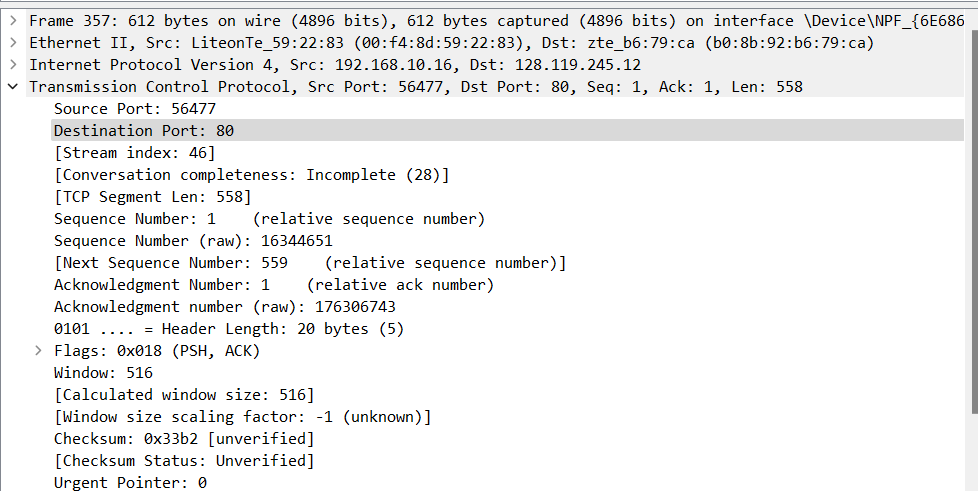 Frame 357: 612 bytes on wire (4896 bits), 612 bytes captured (4896 bits) on interface \Device\NPF_{6E686
Ethernet II, Src: LiteonTe_59:22:83 (00:f4:8d:59:22:83), Dst: zte_b6:79:ca (b0:8b:92:b6:79:ca)
Internet Protocol Version 4, Src: 192.168.10.16, Dst: 128.119.245.12
Transmission Control Protocol, Src Port: 56477, Dst Port: 80, Seq: 1, Ack: 1, Len: 558
Source Port: 56477
Destination Port: 80
[Stream index: 46]
[Conversation completeness: Incomplete (28)]
[TCP Segment Len: 558]
Sequence Number: 1    (relative sequence number)
Sequence Number (raw): 16344651
[Next Sequence Number: 559    (relative sequence number)]
Acknowledgment Number: 1    (relative ack number)
Acknowledgment number (raw): 176306743
0101 .... = Header Length: 20 bytes (5)
Flags: 0x018 (PSH, ACK)
Window: 516
[Calculated window size: 516]
[Window size scaling factor: -1 (unknown)]
Checksum: 0x33b2 [unverified]
[Checksum Status: Unverified]
Urgent Pointer: 0